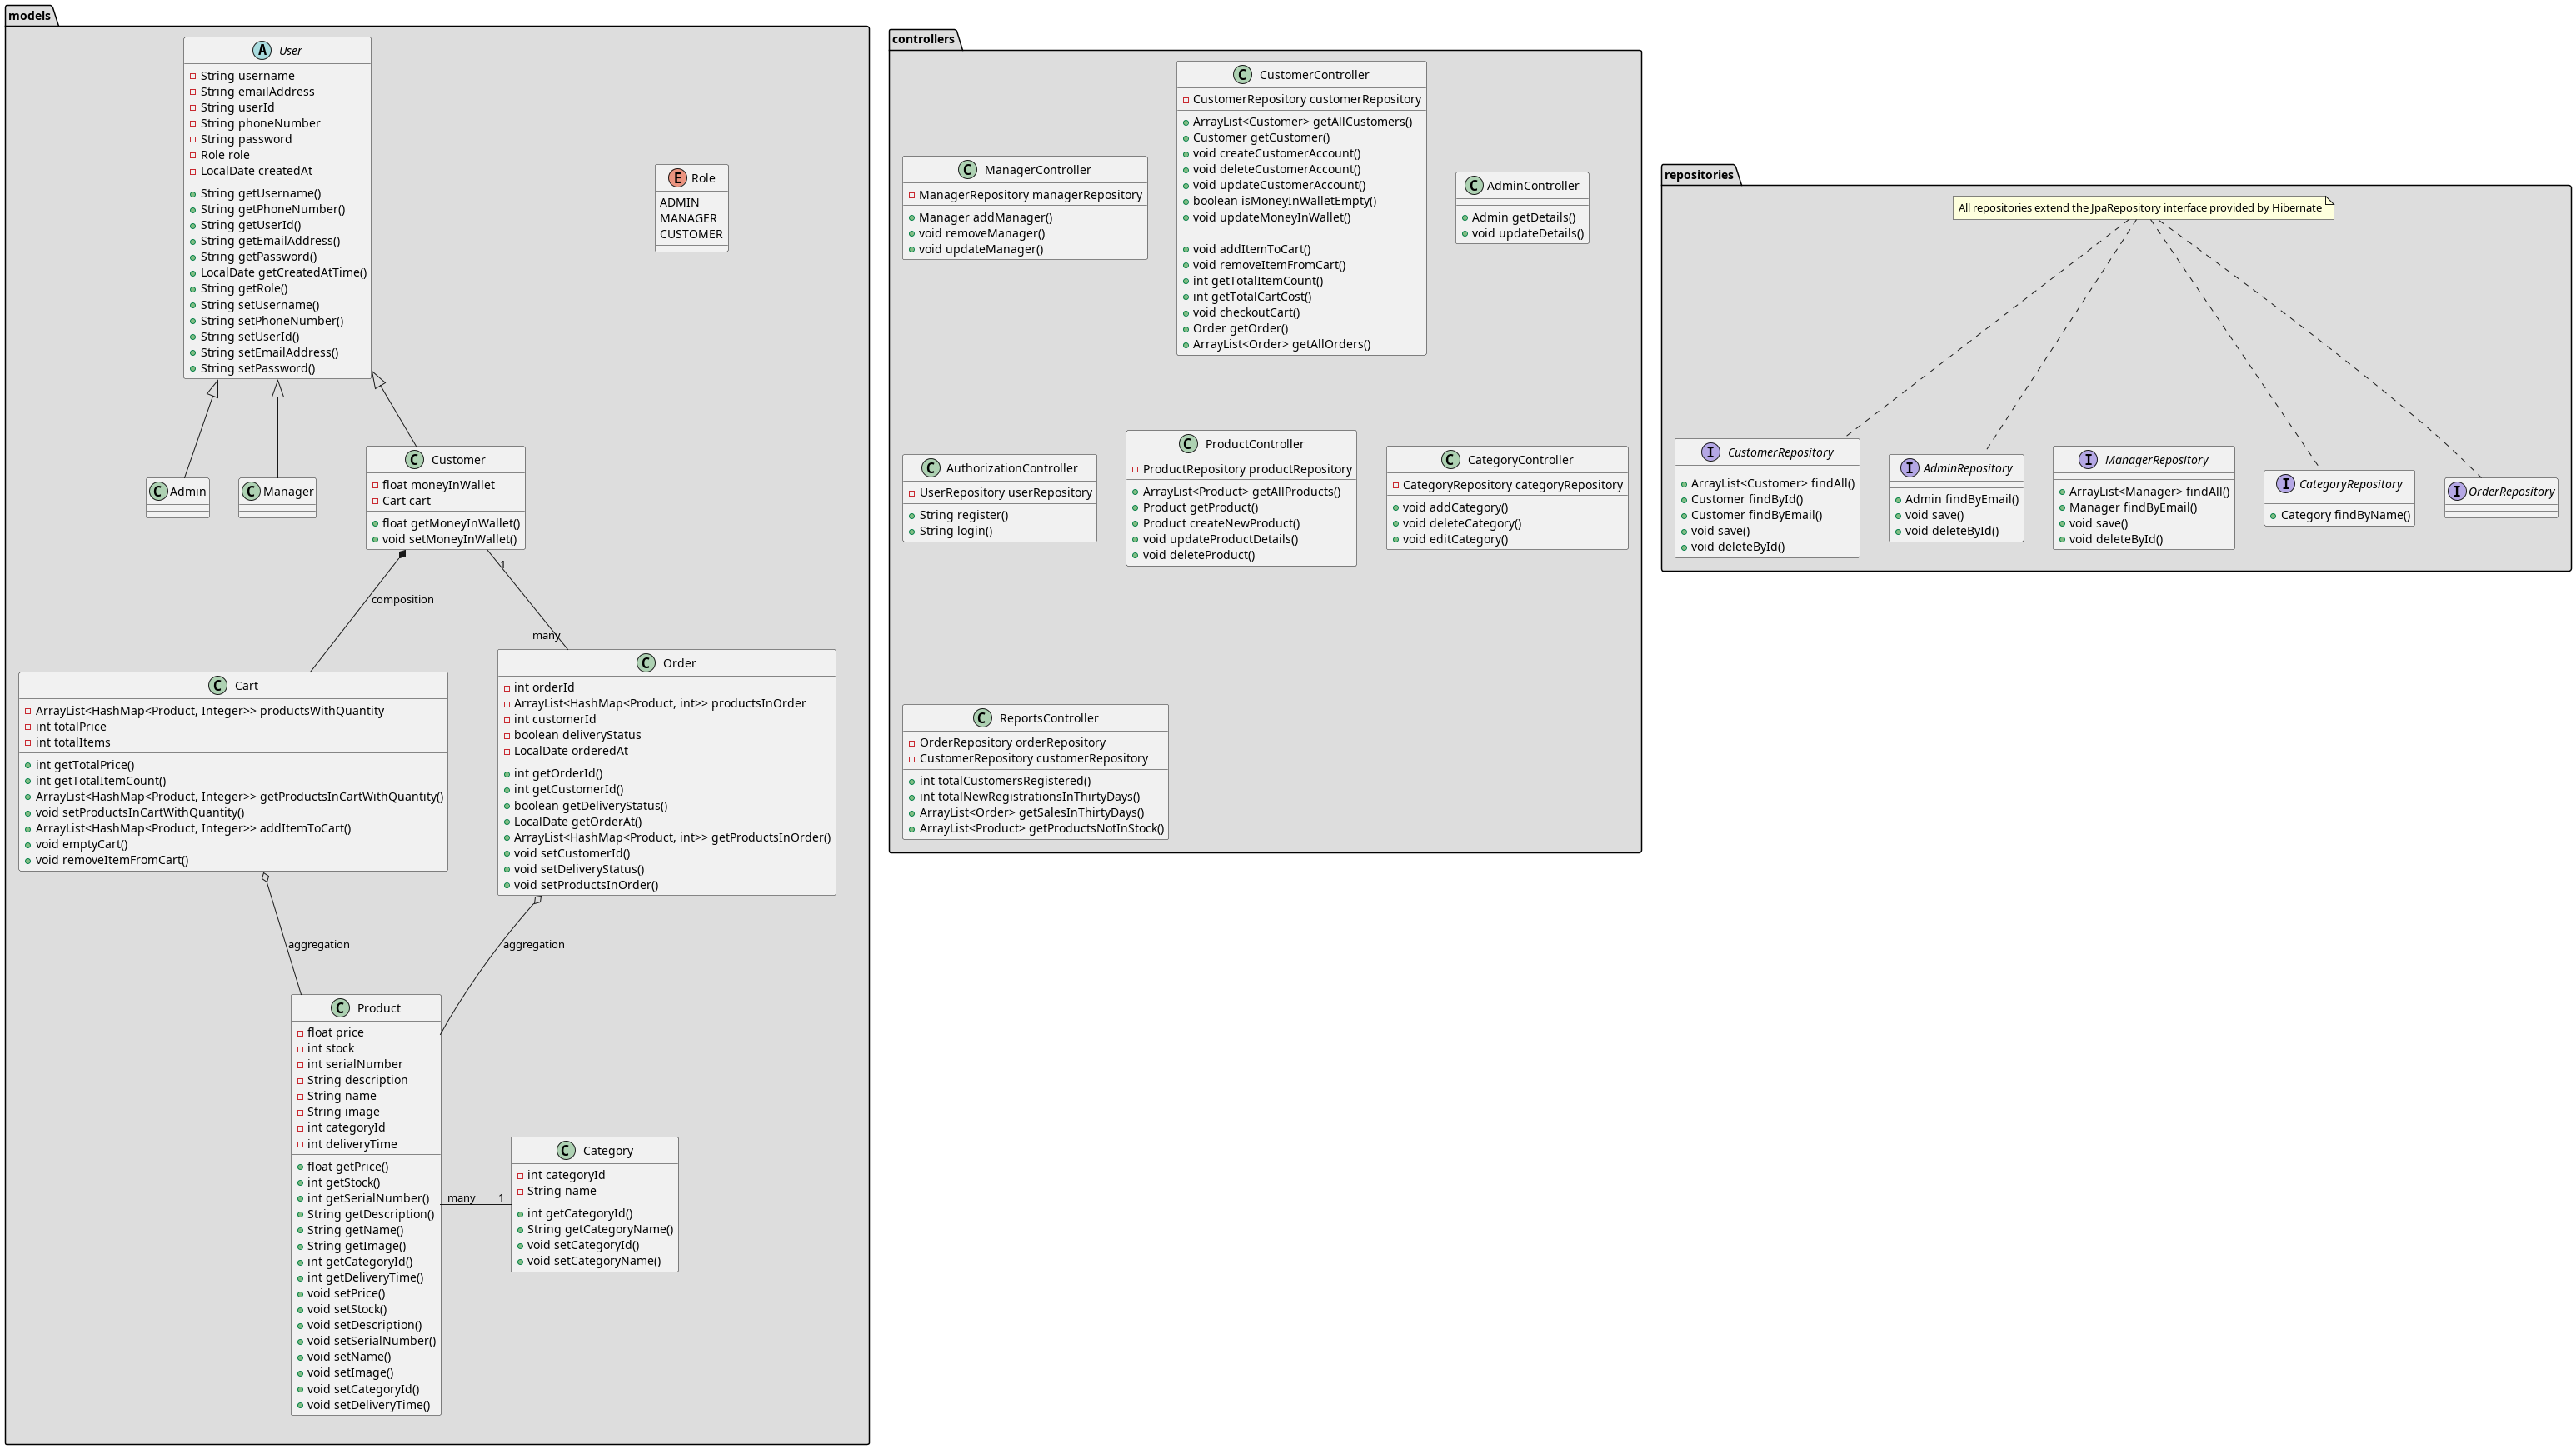 models
A User
String username
String emailAddress
String userId
String phoneNumber
String password
Role role
LocalDate createdAt
String getUsername()
String getPhoneNumber()
String getUserId()
String getEmailAddress()
String getPassword()
LocalDate getCreatedAtTime()
String getRole()
String setUsername()
String setPhoneNumber()
String setUserId()
String setEmailAddress()
String setPassword()
E Role
ADMIN
MANAGER
CUSTOMER
C Admin
C Manager
C Customer
float moneyInWallet
Cart cart
float getMoneyInWallet()
void setMoneyInWallet()
composition
1
many
C Cart
ArrayList<HashMap<Product, Integer>> productsWithQuantity
int totalPrice
int totalItems
int getTotalPrice()
int getTotalItemCount()
ArrayList<HashMap<Product, Integer>> getProductsInCartWithQuantity()
void setProductsInCartWithQuantity()
ArrayList<HashMap<Product, Integer>> addItemToCart()
void emptyCart()
void removeItemFromCart()
C Order
int orderId
ArrayList<HashMap<Product, int>> productsInOrder
int customerId
boolean deliveryStatus
LocalDate orderedAt
int getOrderId()
int getCustomerId()
boolean getDeliveryStatus()
LocalDate getOrderAt()
ArrayList<HashMap<Product, int>> getProductsInOrder()
void setCustomerId()
void setDeliveryStatus()
void setProductsInOrder()
aggregation
aggregation
C Product
float price
int stock
int serialNumber
String description
String name
String image
int categoryId
int deliveryTime
float getPrice()
int getStock()
int getSerialNumber()
String getDescription()
String getName()
String getImage()
int getCategoryId()
int getDeliveryTime()
void setPrice()
void setStock()
void setDescription()
void setSerialNumber()
void setName()
void setImage()
void setCategoryId()
void setDeliveryTime()
many
1
C Category
int categoryId
String name
int getCategoryId()
String getCategoryName()
void setCategoryId()
void setCategoryName()
controllers
C ManagerController
ManagerRepository managerRepository
Manager addManager()
void removeManager()
void updateManager()
C CustomerController
CustomerRepository customerRepository
ArrayList<Customer> getAllCustomers()
Customer getCustomer()
void createCustomerAccount()
void deleteCustomerAccount()
void updateCustomerAccount()
boolean isMoneyInWalletEmpty()
void updateMoneyInWallet()
void addItemToCart()
void removeItemFromCart()
int getTotalItemCount()
int getTotalCartCost()
void checkoutCart()
Order getOrder()
ArrayList<Order> getAllOrders()
C AdminController
Admin getDetails()
void updateDetails()
C AuthorizationController
UserRepository userRepository
String register()
String login()
C ProductController
ProductRepository productRepository
ArrayList<Product> getAllProducts()
Product getProduct()
Product createNewProduct()
void updateProductDetails()
void deleteProduct()
C CategoryController
CategoryRepository categoryRepository
void addCategory()
void deleteCategory()
void editCategory()
C ReportsController
OrderRepository orderRepository
CustomerRepository customerRepository
int totalCustomersRegistered()
int totalNewRegistrationsInThirtyDays()
ArrayList<Order> getSalesInThirtyDays()
ArrayList<Product> getProductsNotInStock()
repositories
All repositories extend the JpaRepository interface provided by Hibernate
I CustomerRepository
ArrayList<Customer> findAll()
Customer findById()
Customer findByEmail()
void save()
void deleteById()
I AdminRepository
Admin findByEmail()
void save()
void deleteById()
I ManagerRepository
ArrayList<Manager> findAll()
Manager findByEmail()
void save()
void deleteById()
I CategoryRepository
Category findByName()
I OrderRepository